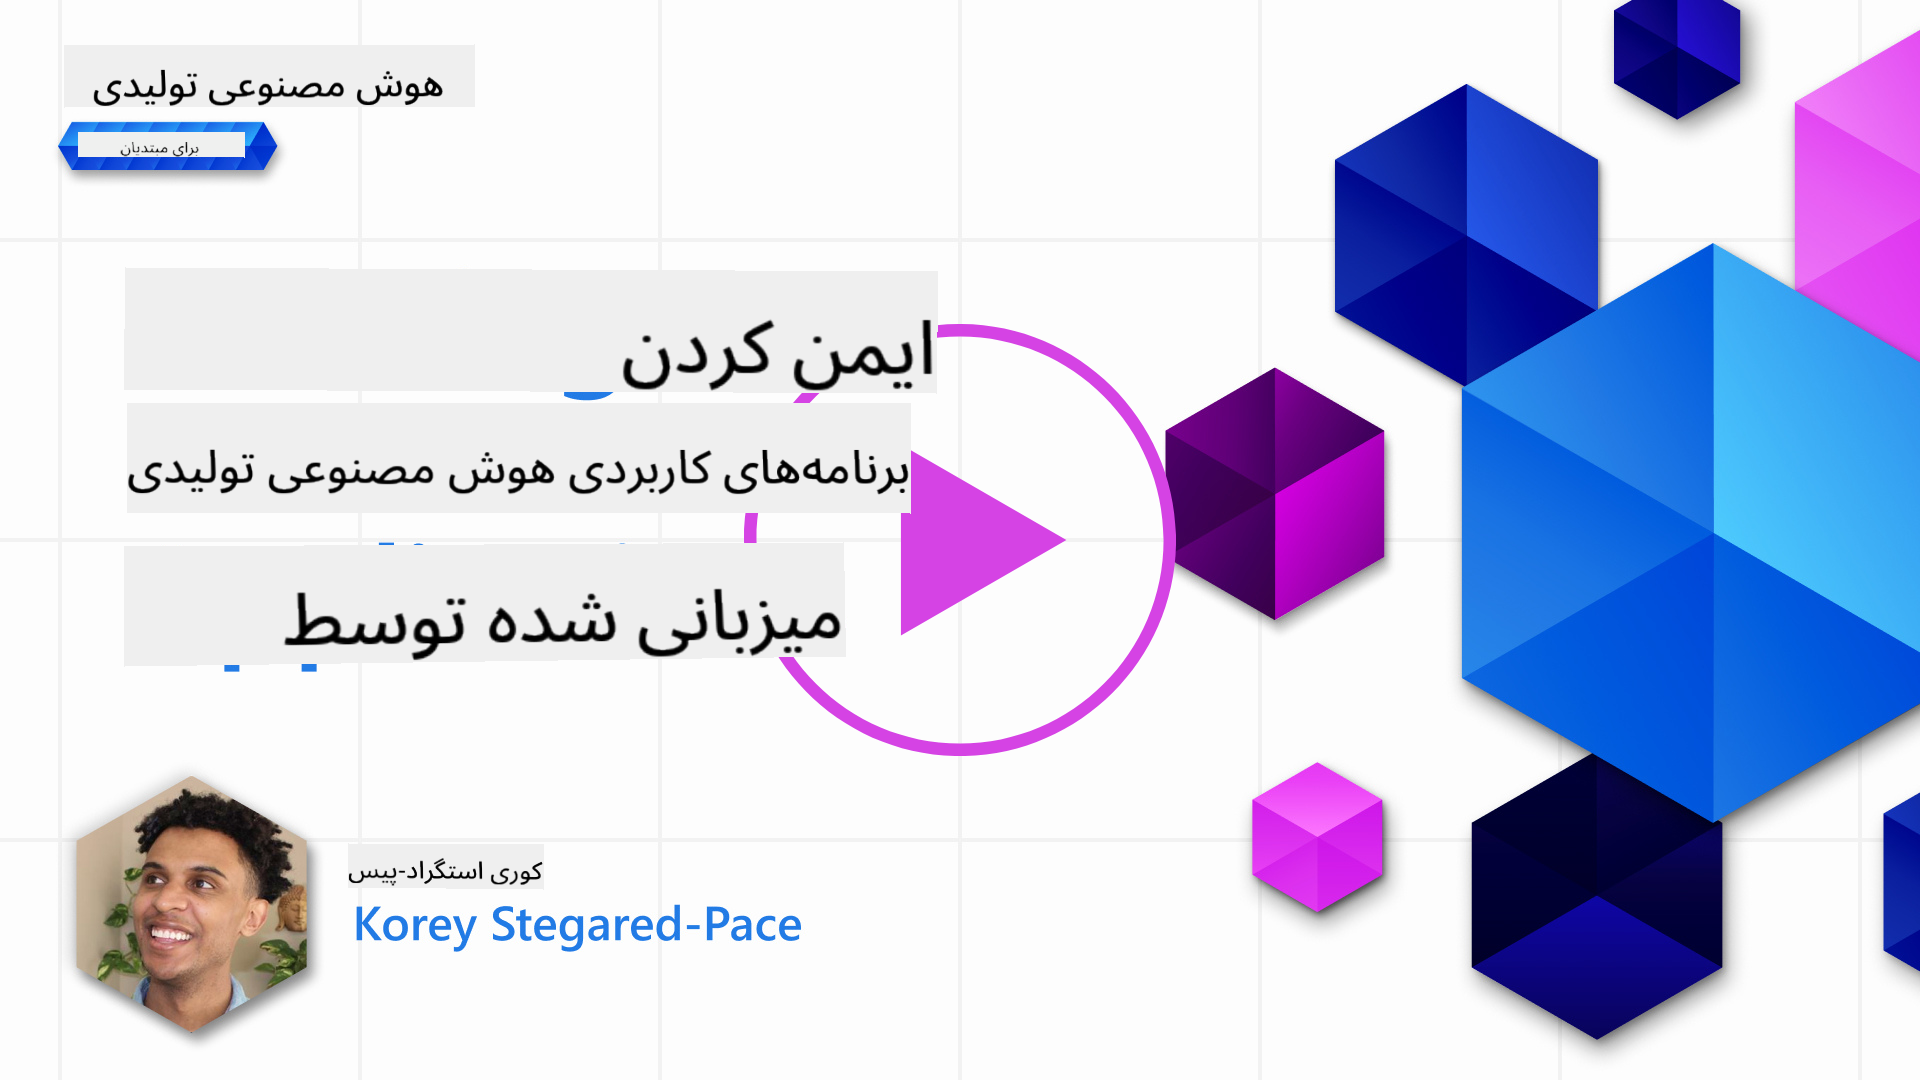 هوش مصنوعی تولیدی
برای مبتدیان
ایمن کردن
برنامه‌های کاربردی هوش مصنوعی تولیدی
میزبانی شده توسط
کوری استگراد-پیس
Korey Stegared-Pace